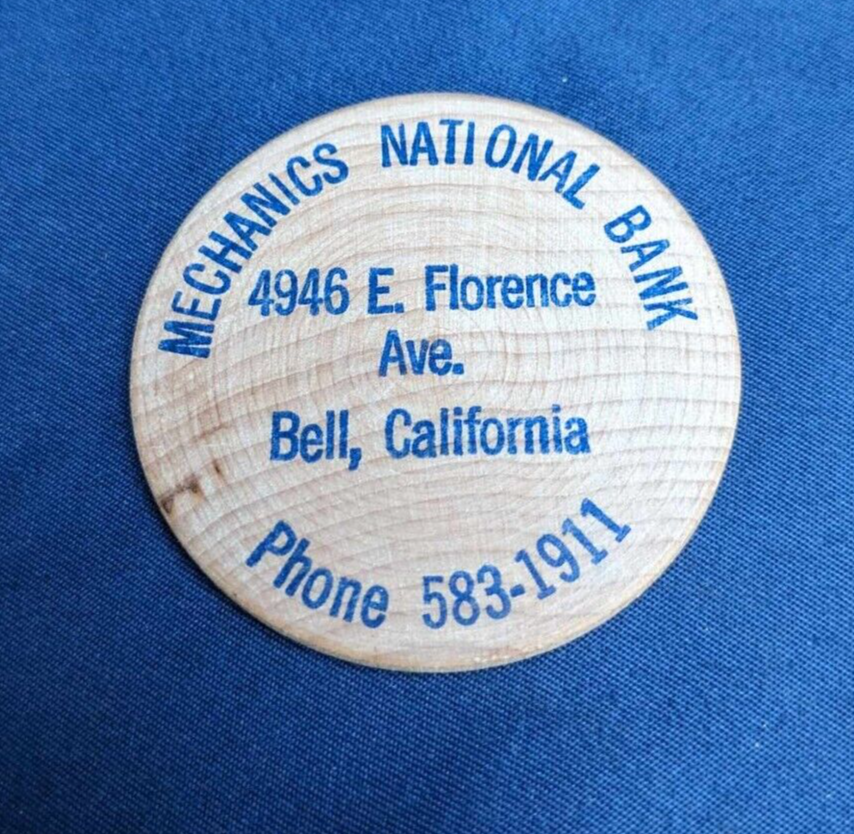 MECHANICS NATIONAL BANK
4946 E. Florence
Ave.
Bell, California
Phone 583-1911